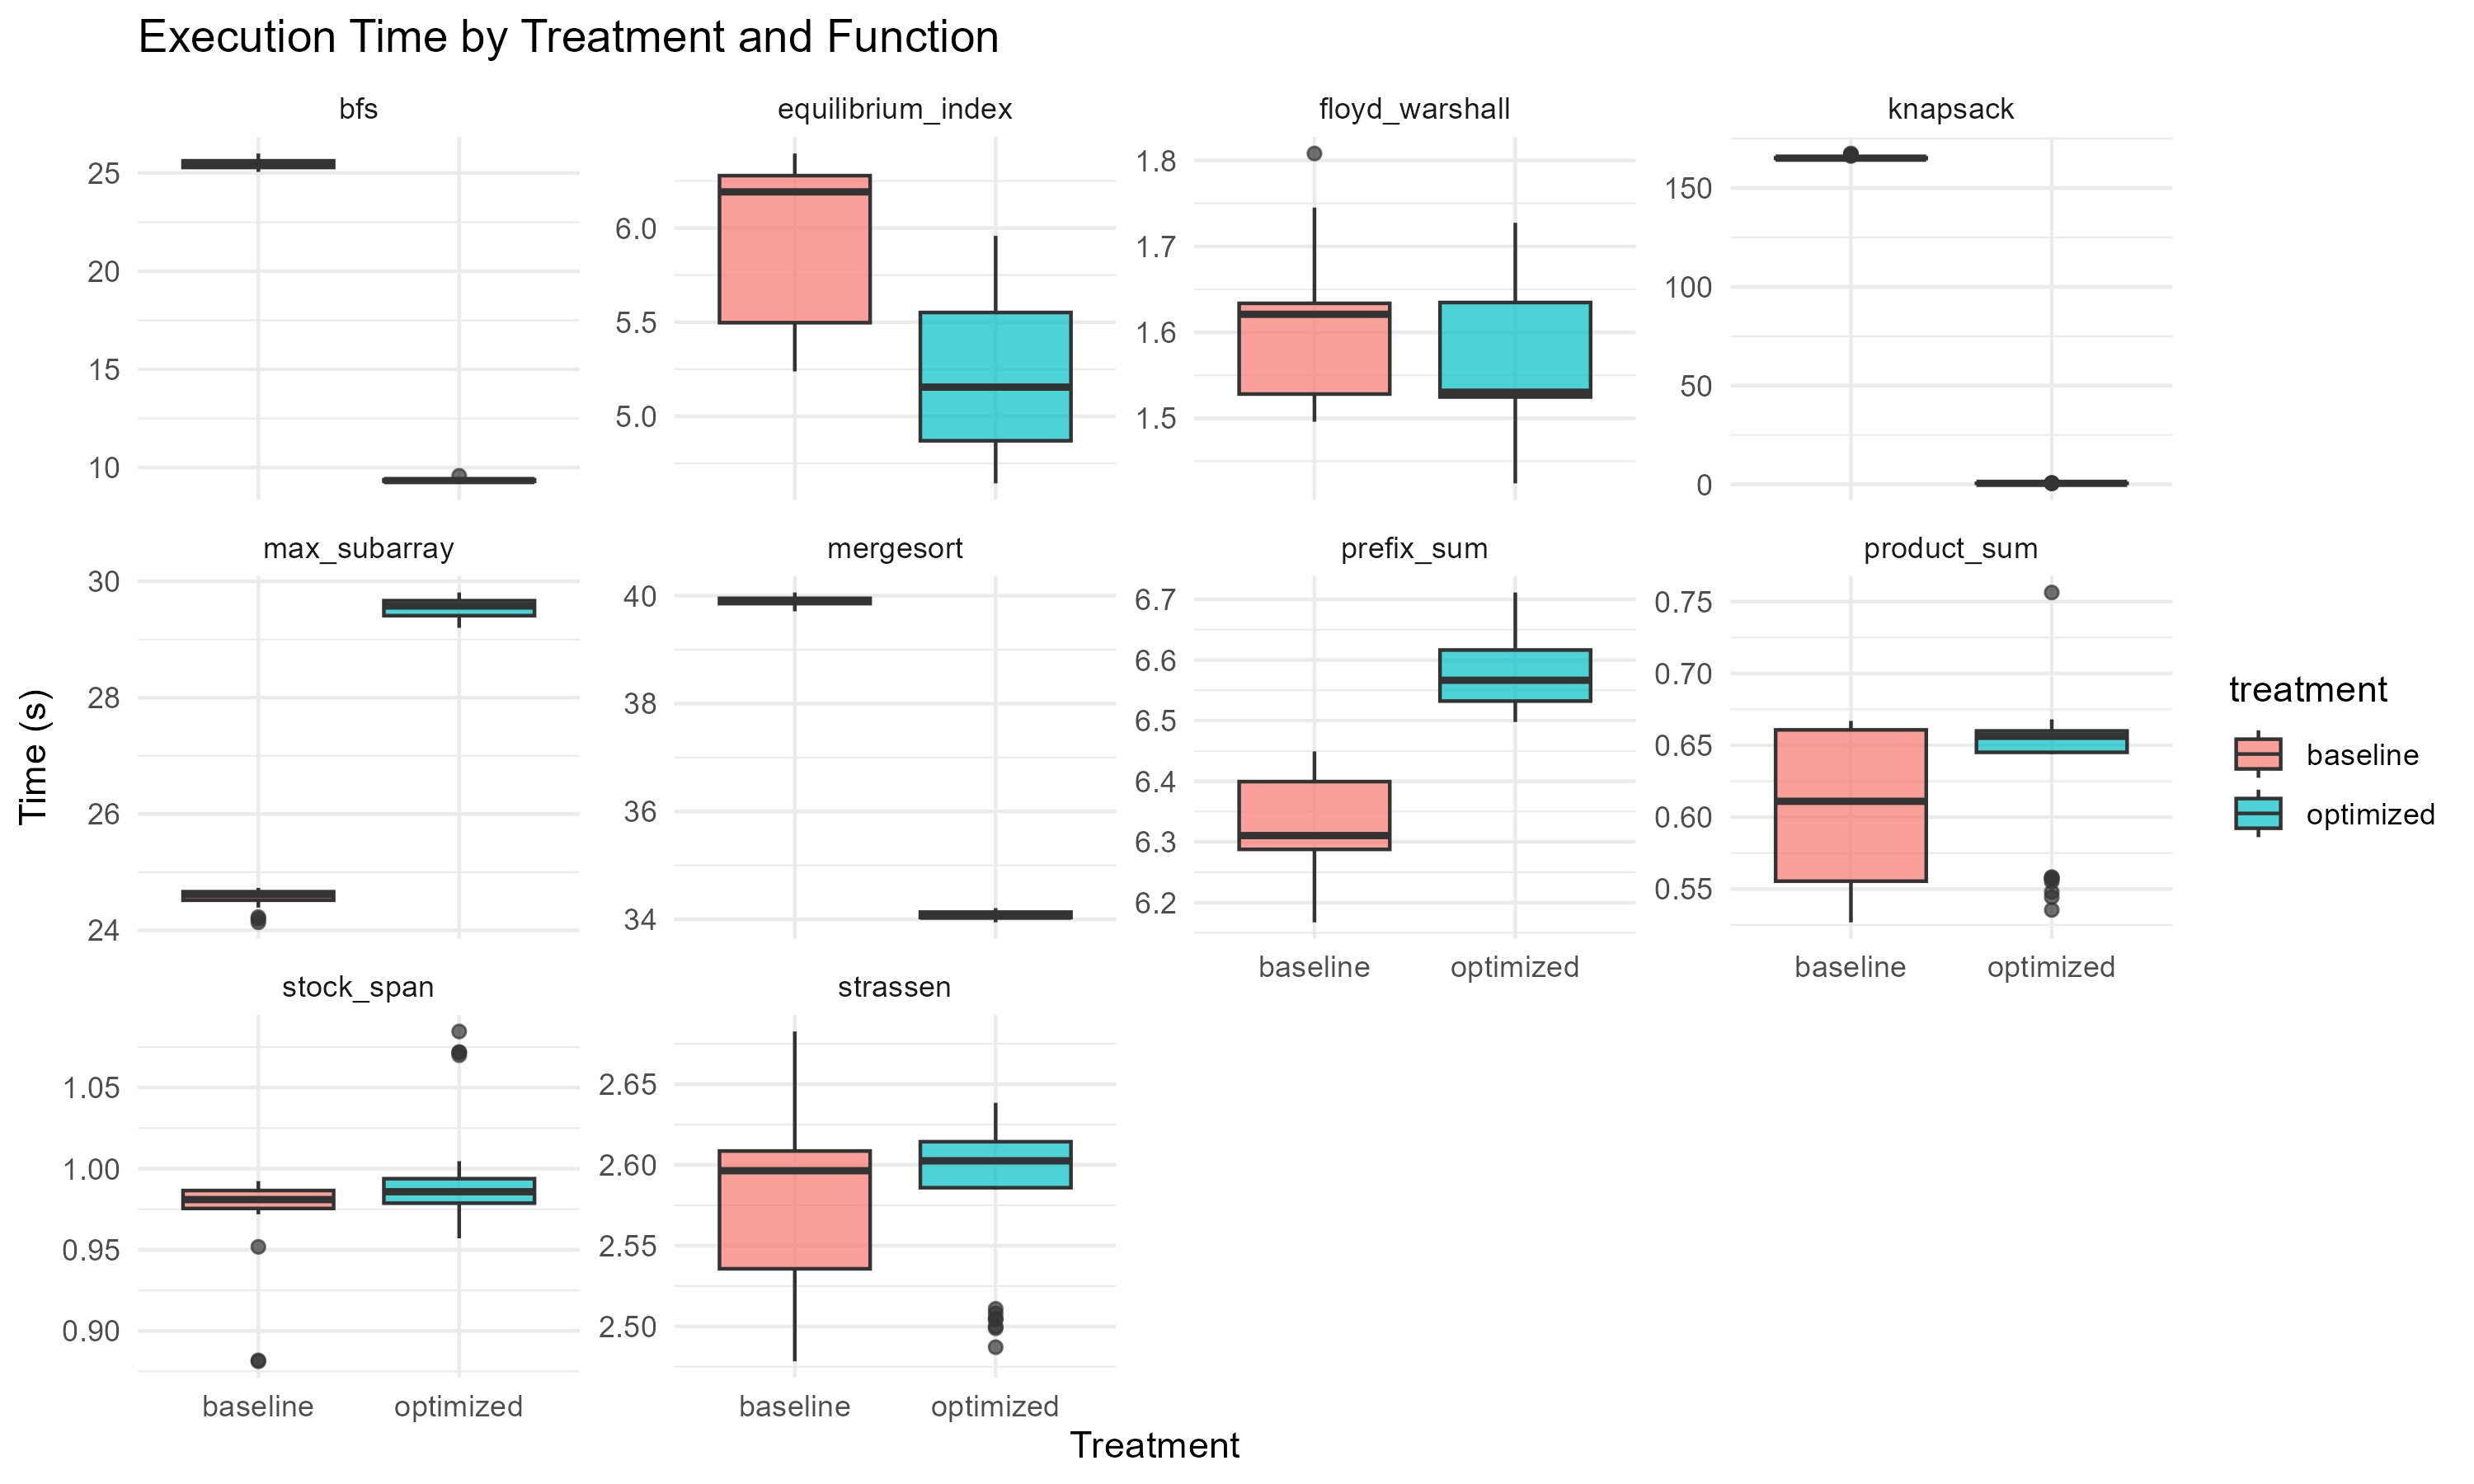 Execution Time by Treatment and Function
bfs
equilibrium_index
floyd_warshall
knapsack
25
20
15
10
6.0
5.5
5.0
1.8
1.7
1.6
1.5
150
100
50
0
max_subarray
mergesort
prefix_sum
product_sum
30
28
26
24
40
38
36
34
6.7
6.6
6.5
6.4
6.3
6.2
0.75
0.70
0.65
0.60
0.55
baseline
optimized
baseline
optimized
stock_span
strassen
1.05
1.00
0.95
0.90
2.65
2.60
2.55
2.50
baseline
optimized
baseline
optimized
Time (s)
Treatment
treatment
baseline
optimized